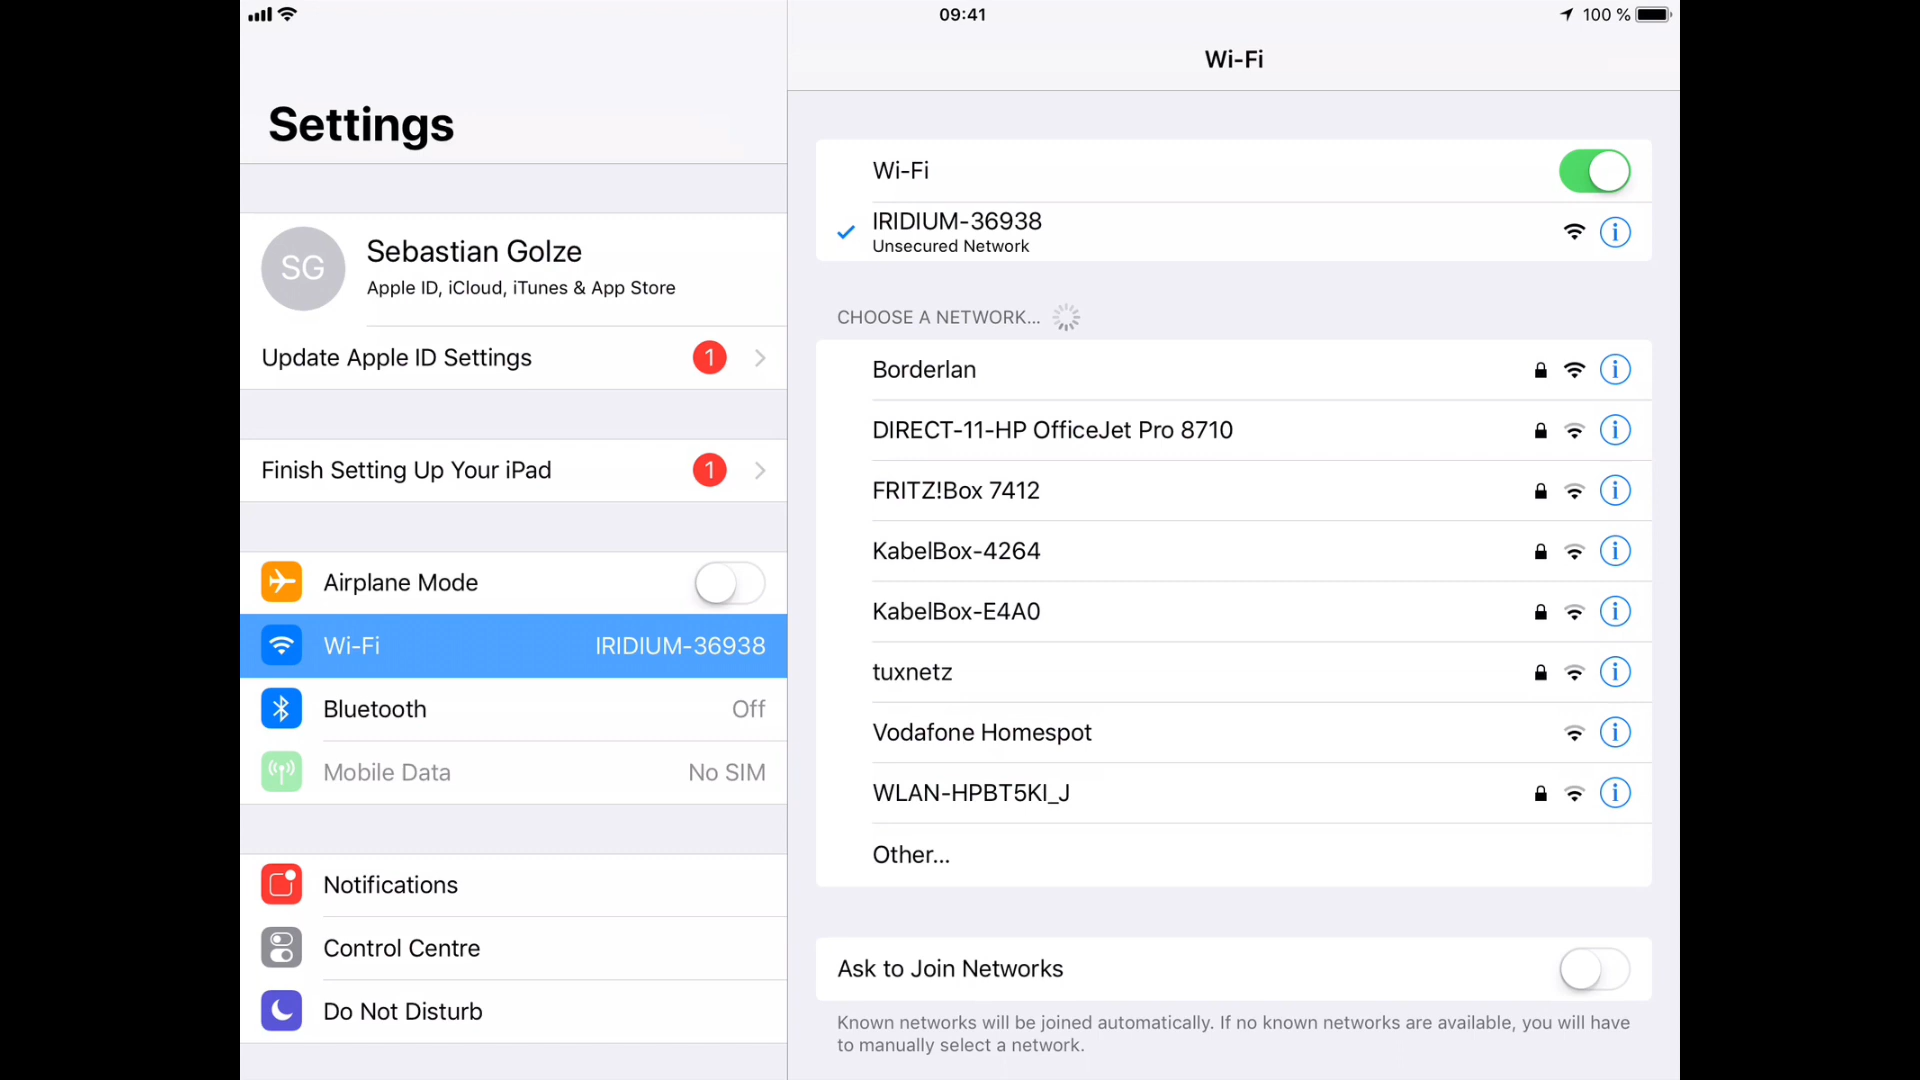 09:41
100 %
Settings
Wi-Fi
SG
Sebastian Golze
Apple ID, iCloud, iTunes & App Store
Update Apple ID Settings
1
Finish Setting Up Your iPad
1
Airplane Mode
Wi-Fi
IRIDIUM-36938
Bluetooth
Off
Mobile Data
No SIM
Notifications
Control Centre
Do Not Disturb
Wi-Fi
IRIDIUM-36938
Unsecured Network
CHOOSE A NETWORK...
Borderlan
DIRECT-11-HP OfficeJet Pro 8710
FRITZ!Box 7412
KabelBox-4264
KabelBox-E4A0
tuxnetz
Vodafone Homespot
WLAN-HPBT5KI_J
Other...
Ask to Join Networks
Known networks will be joined automatically. If no known networks are available, you will have
to manually select a network.